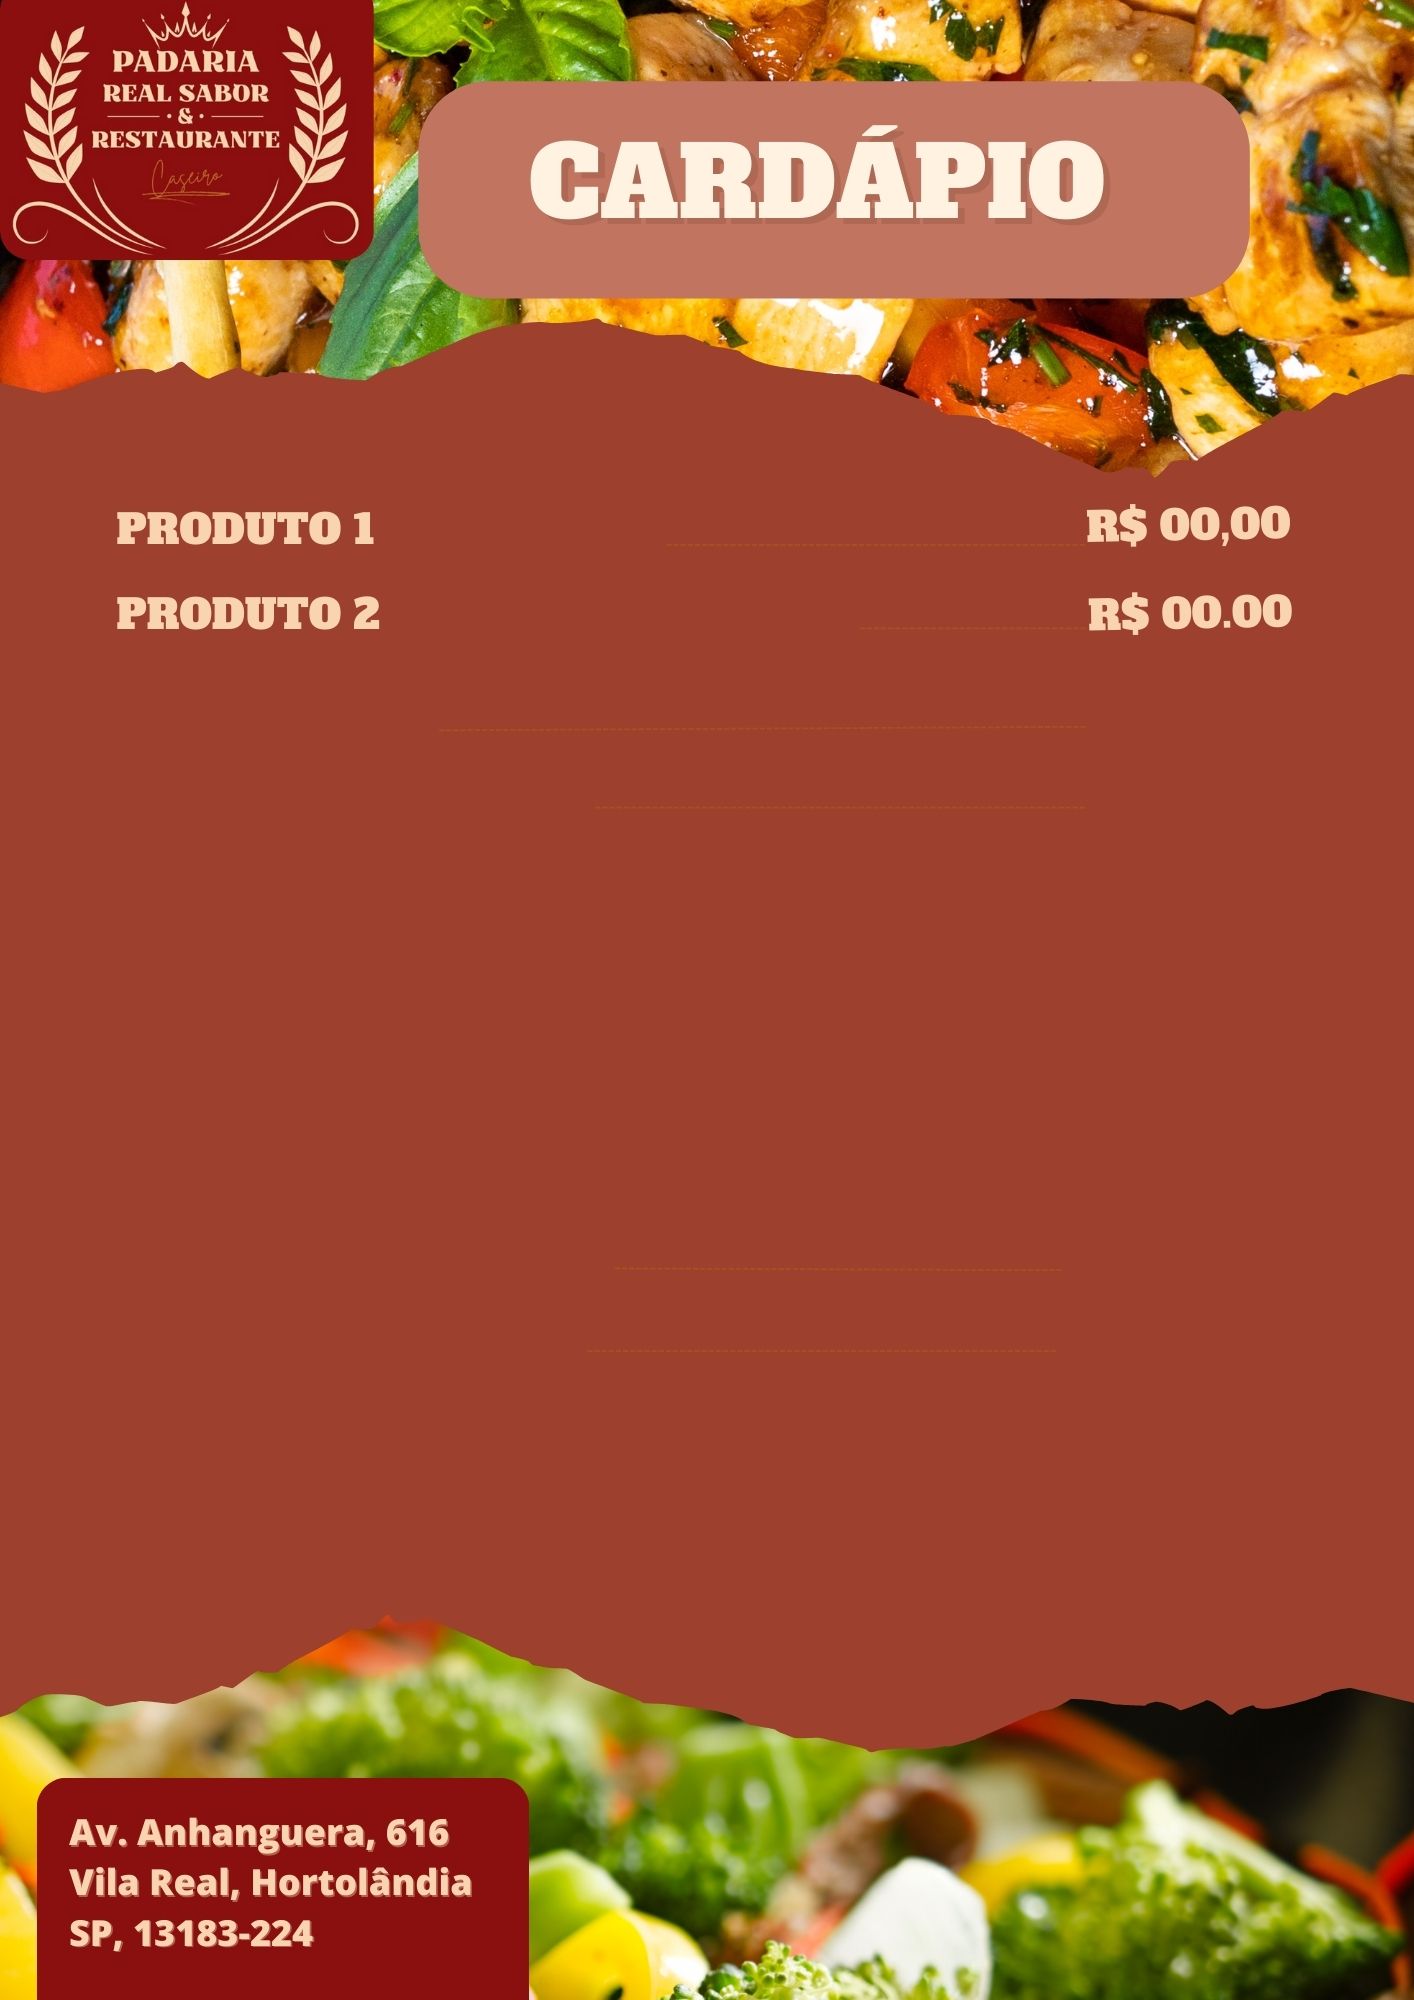 PADARIA
REAL SABOR
&
RESTAURANTE
Caseiro
CARDÁPIO
PRODUTO 1 R$ 00,00
PRODUTO 2 R$ 00.00
Av. Anhanguera, 616
Vila Real, Hortolândia
SP, 13183-224